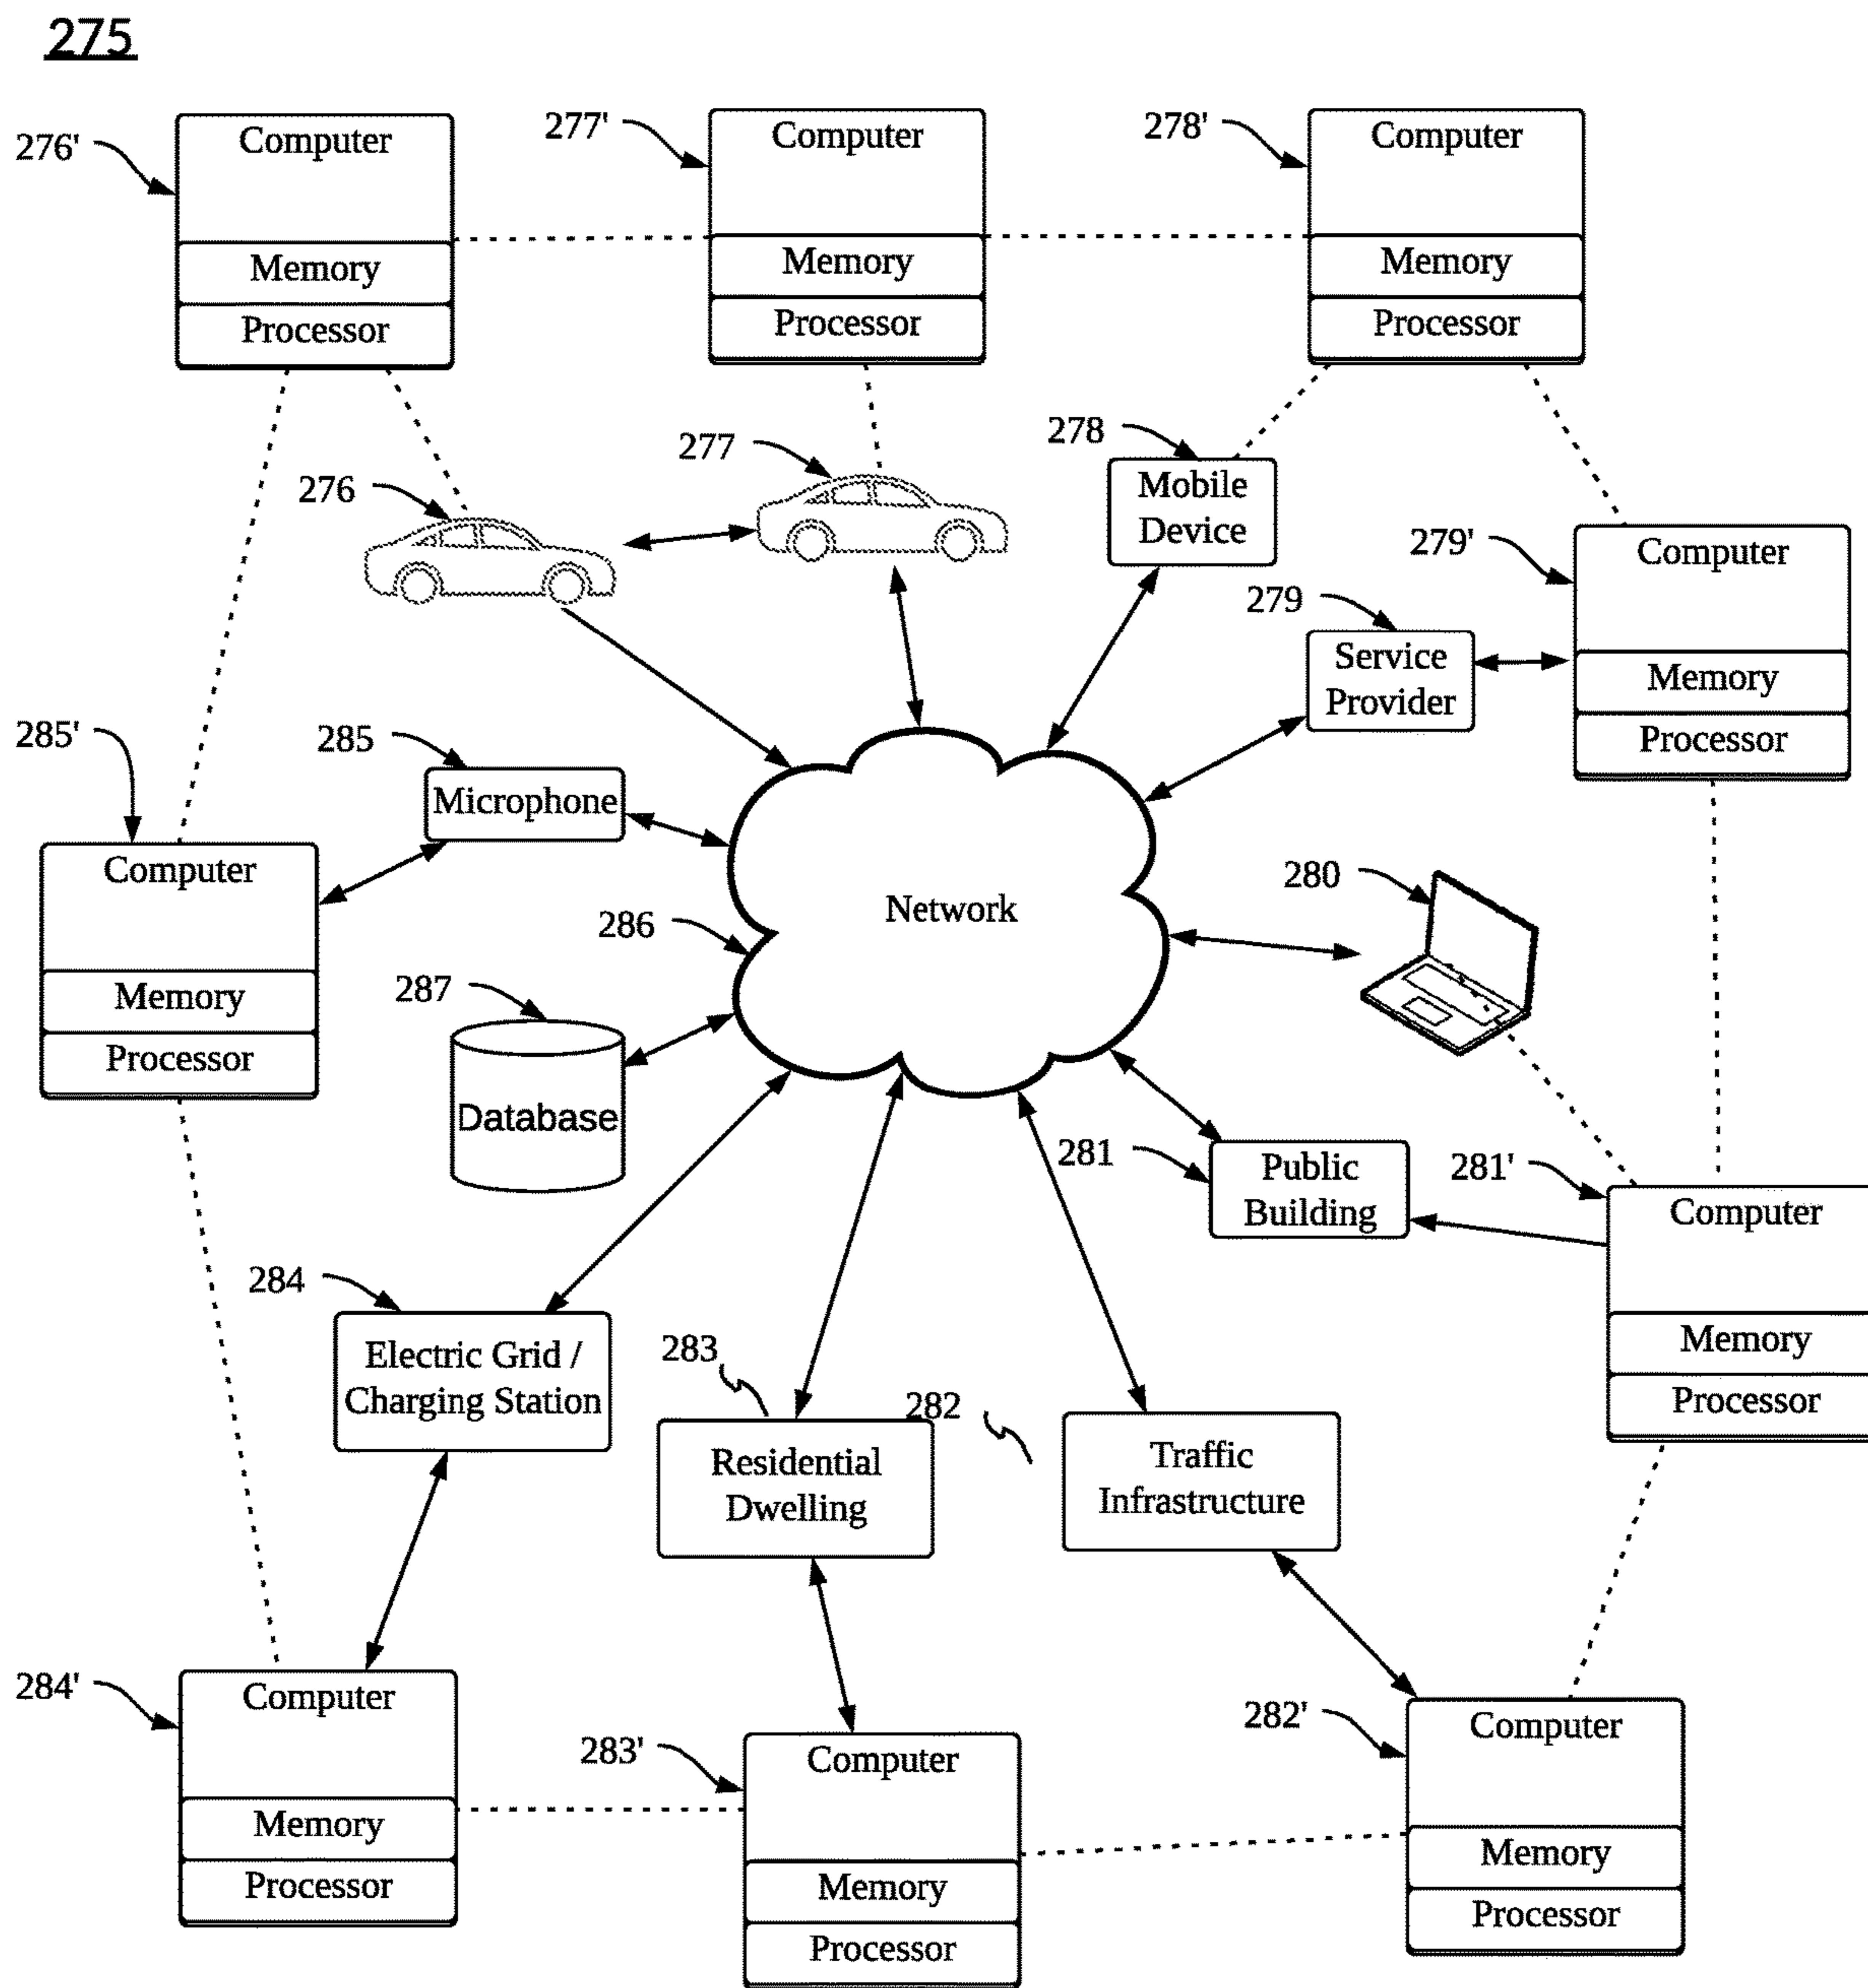 275
276'
Computer
Memory
Processor
277'
Computer
Memory
Processor
278'
Computer
Memory
Processor
276
277
278
Mobile
Device
279'
Computer
Memory
Processor
279
Service
Provider
285'
Computer
Memory
Processor
285
Microphone
Network
286
280
287
Database
281
Public
Building
281'
Computer
Memory
Processor
284
Electric Grid /
Charging Station
283
Residential
Dwelling
282
Traffic
Infrastructure
284'
Computer
Memory
Processor
283'
Computer
Memory
Processor
282'
Computer
Memory
Processor